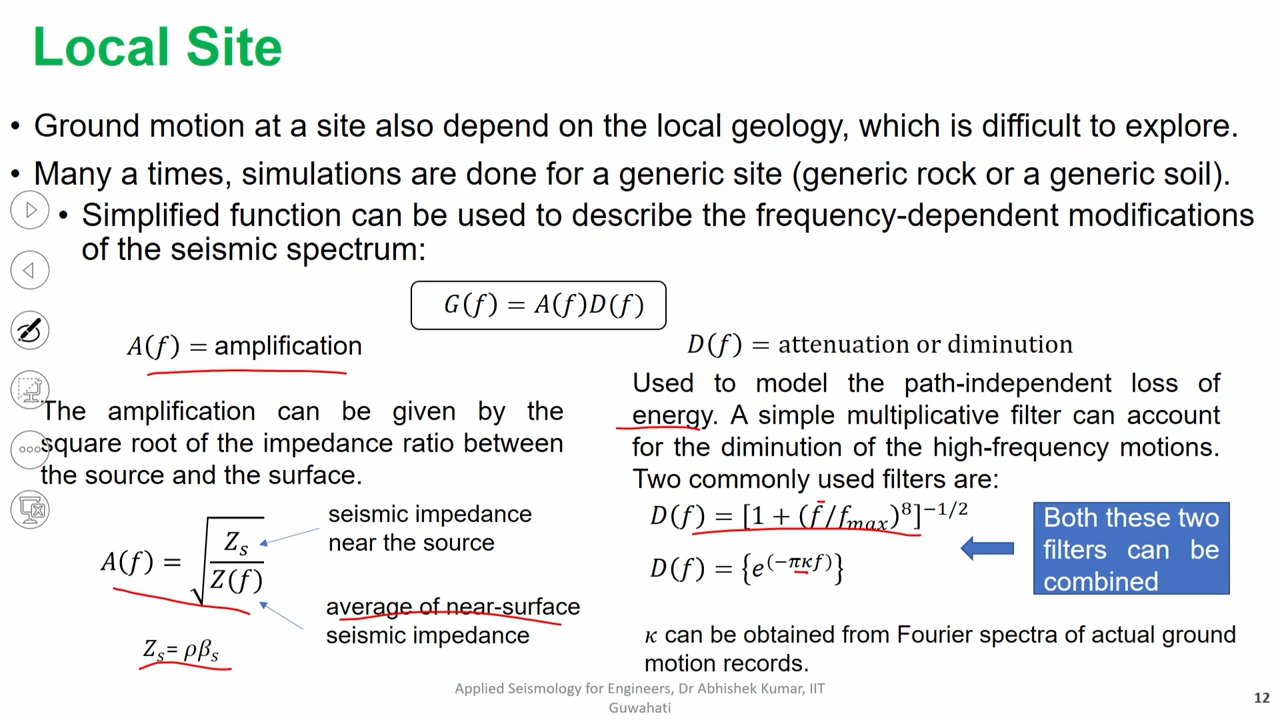 Local Site
• Ground motion at a site also depend on the local geology, which is difficult to explore.
• Many a times, simulations are done for a generic site (generic rock or a generic soil).
• Simplified function can be used to describe the frequency-dependent modifications
of the seismic spectrum:
G(f) = A(f)D(f)
A(f) = amplification
The amplification can be given by the
square root of the impedance ratio between
the source and the surface.
A(f) = √(Z_s/Z(f))
seismic impedance
near the source
average of near-surface
seismic impedance
Z_s= ρβ_s
D(f) = attenuation or diminution
Used to model the path-independent loss of
energy. A simple multiplicative filter can account
for the diminution of the high-frequency motions.
Two commonly used filters are:
D(f) = [1 + (f/f_max)^8]^−1/2
D(f) = {e^(−πκf)}
Both these two
filters can be
combined
κ can be obtained from Fourier spectra of actual ground
motion records.
Applied Seismology for Engineers, Dr Abhishek Kumar, IIT
Guwahati
12